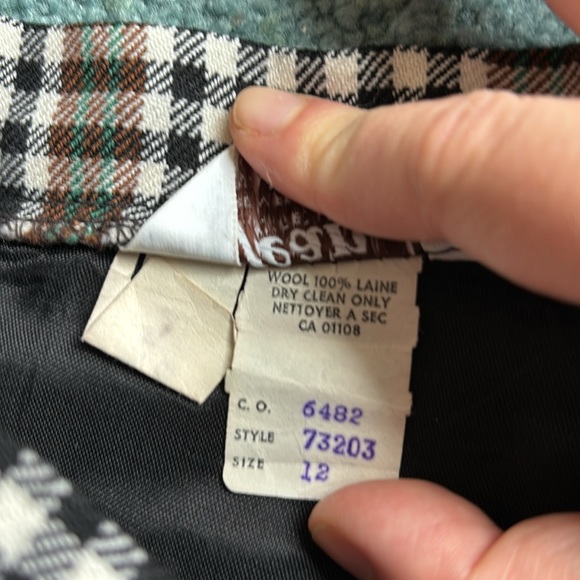 WOOL 100% LAINE
DRY CLEAN ONLY
NETTOYER A SEC
CA 01108
C. O. 6482
STYLE 73203
SIZE 12